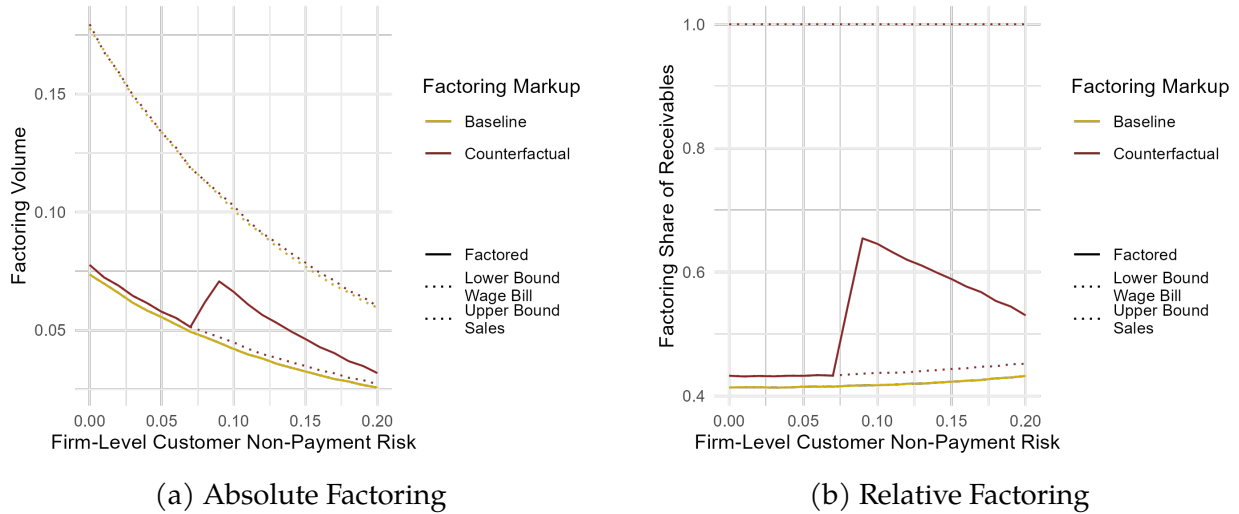 Factoring Volume
0.15
0.10
0.05
0.00
0.05
0.10
0.15
0.20
Firm-Level Customer Non-Payment Risk
Factoring Markup
Baseline
Counterfactual
Factored
Lower Bound
Wage Bill
Upper Bound
Sales
(a) Absolute Factoring
Factoring Share of Receivables
1.0
0.8
0.6
0.4
0.00
0.05
0.10
0.15
0.20
Firm-Level Customer Non-Payment Risk
Factoring Markup
Baseline
Counterfactual
Factored
Lower Bound
Wage Bill
Upper Bound
Sales
(b) Relative Factoring